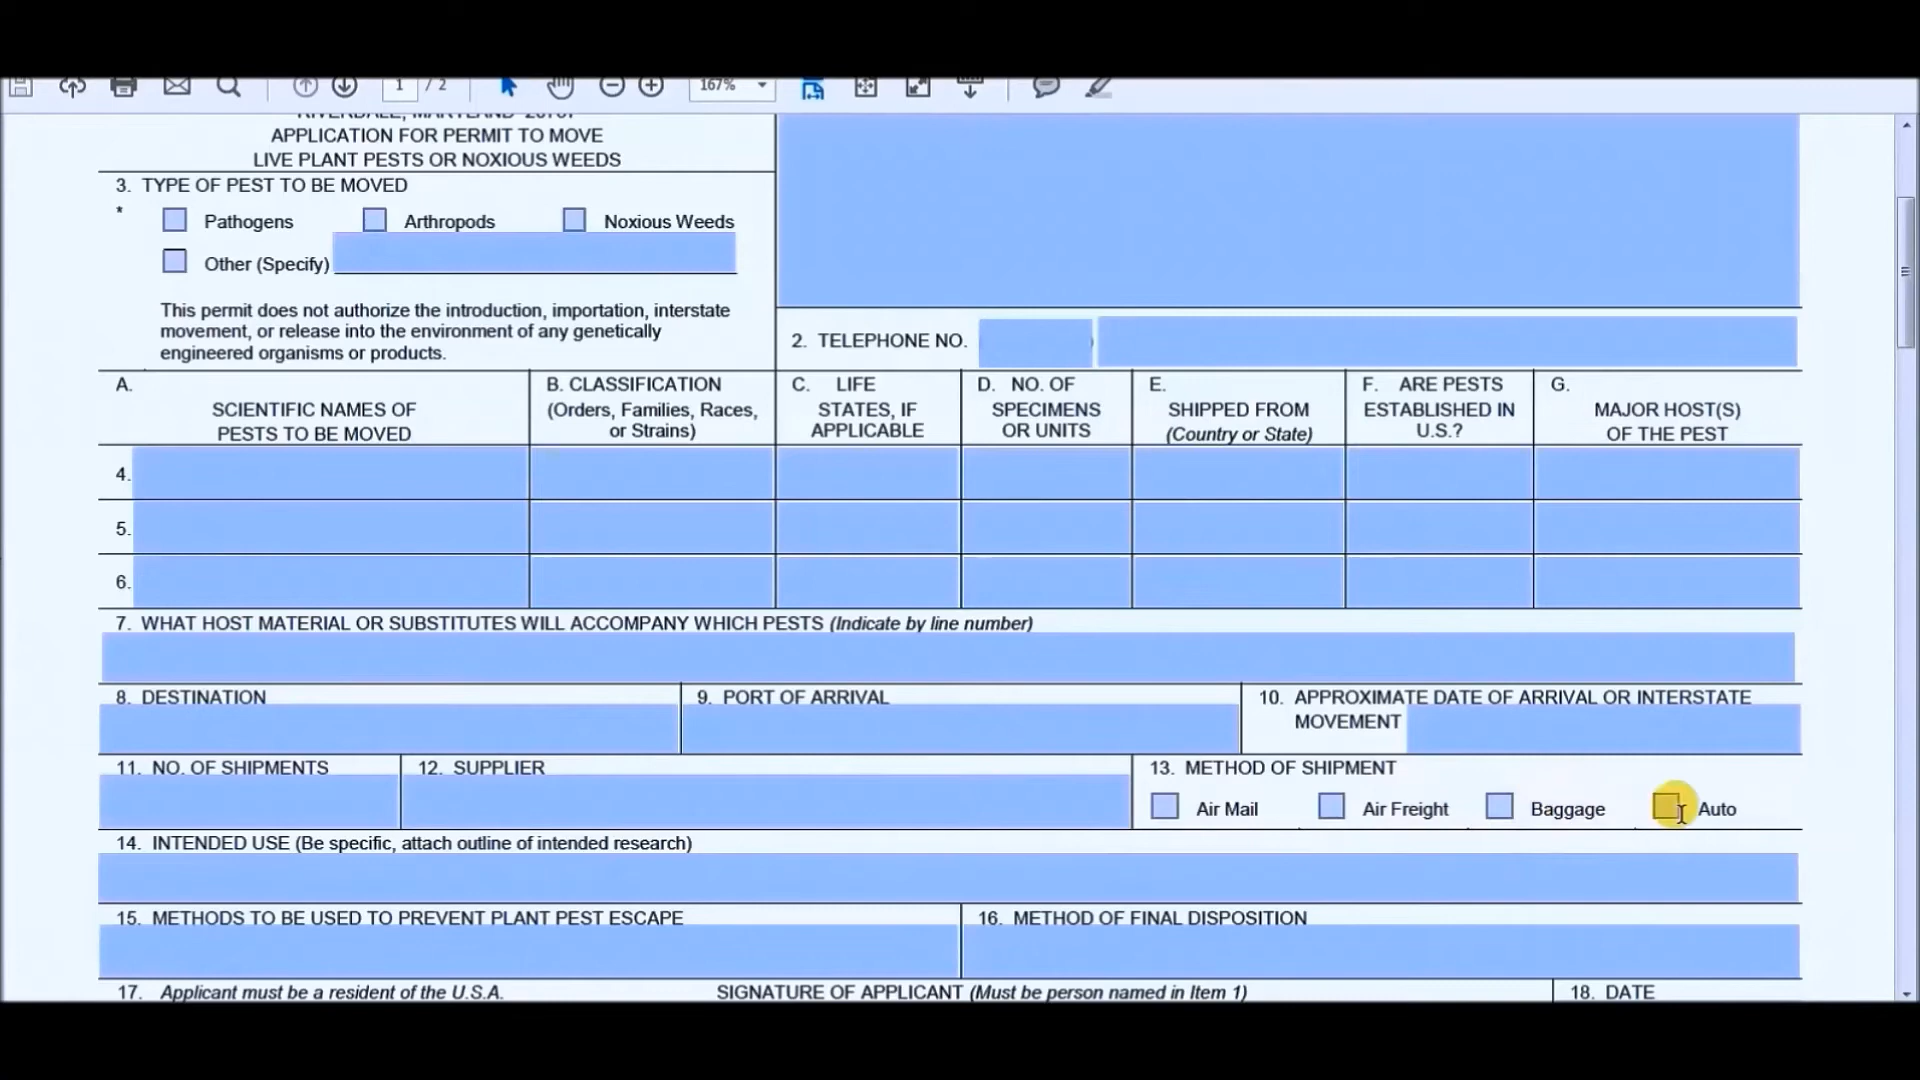 1 / 2 167%
APPLICATION FOR PERMIT TO MOVE
LIVE PLANT PESTS OR NOXIOUS WEEDS
3. TYPE OF PEST TO BE MOVED
*
Pathogens Arthropods Noxious Weeds
Other (Specify)
This permit does not authorize the introduction, importation, interstate
movement, or release into the environment of any genetically
engineered organisms or products.
2. TELEPHONE NO. )
A. SCIENTIFIC NAMES OF
PESTS TO BE MOVED
B. CLASSIFICATION
(Orders, Families, Races,
or Strains)
C. LIFE
STATES, IF
APPLICABLE
D. NO. OF
SPECIMENS
OR UNITS
E.
SHIPPED FROM
(Country or State)
F. ARE PESTS
ESTABLISHED IN
U.S.?
G.
MAJOR HOST(S)
OF THE PEST
4.
5.
6.
7. WHAT HOST MATERIAL OR SUBSTITUTES WILL ACCOMPANY WHICH PESTS (Indicate by line number)
8. DESTINATION
9. PORT OF ARRIVAL
10. APPROXIMATE DATE OF ARRIVAL OR INTERSTATE
MOVEMENT
11. NO. OF SHIPMENTS
12. SUPPLIER
13. METHOD OF SHIPMENT
Air Mail Air Freight Baggage Auto
14. INTENDED USE (Be specific, attach outline of intended research)
15. METHODS TO BE USED TO PREVENT PLANT PEST ESCAPE
16. METHOD OF FINAL DISPOSITION
17. Applicant must be a resident of the U.S.A.
SIGNATURE OF APPLICANT (Must be person named in Item 1)
18. DATE